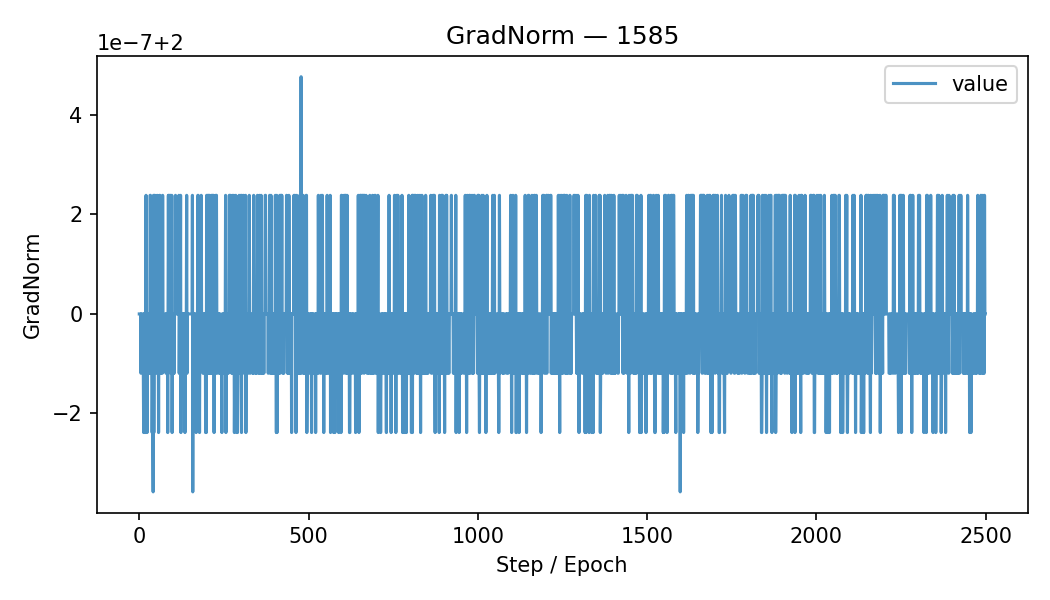 GradNorm — 1585
1e−7+2
value
4
2
0
−2
GradNorm
0
500
1000
1500
2000
2500
Step / Epoch